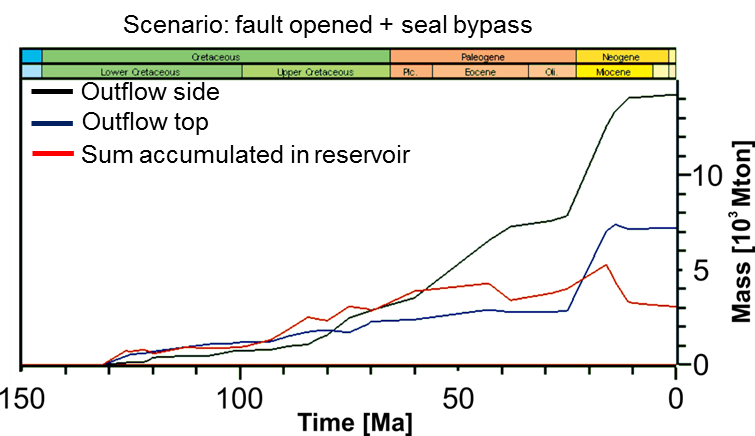 Scenario: fault opened + seal bypass
Cretaceous Paleogene Neogene
Lower Cretaceous Upper Cretaceous Plc. Eocene Oli. Miocene
Outflow side
Outflow top
Sum accumulated in reservoir
10
5
0
Mass [10³ Mton]
150 100 50 0
Time [Ma]